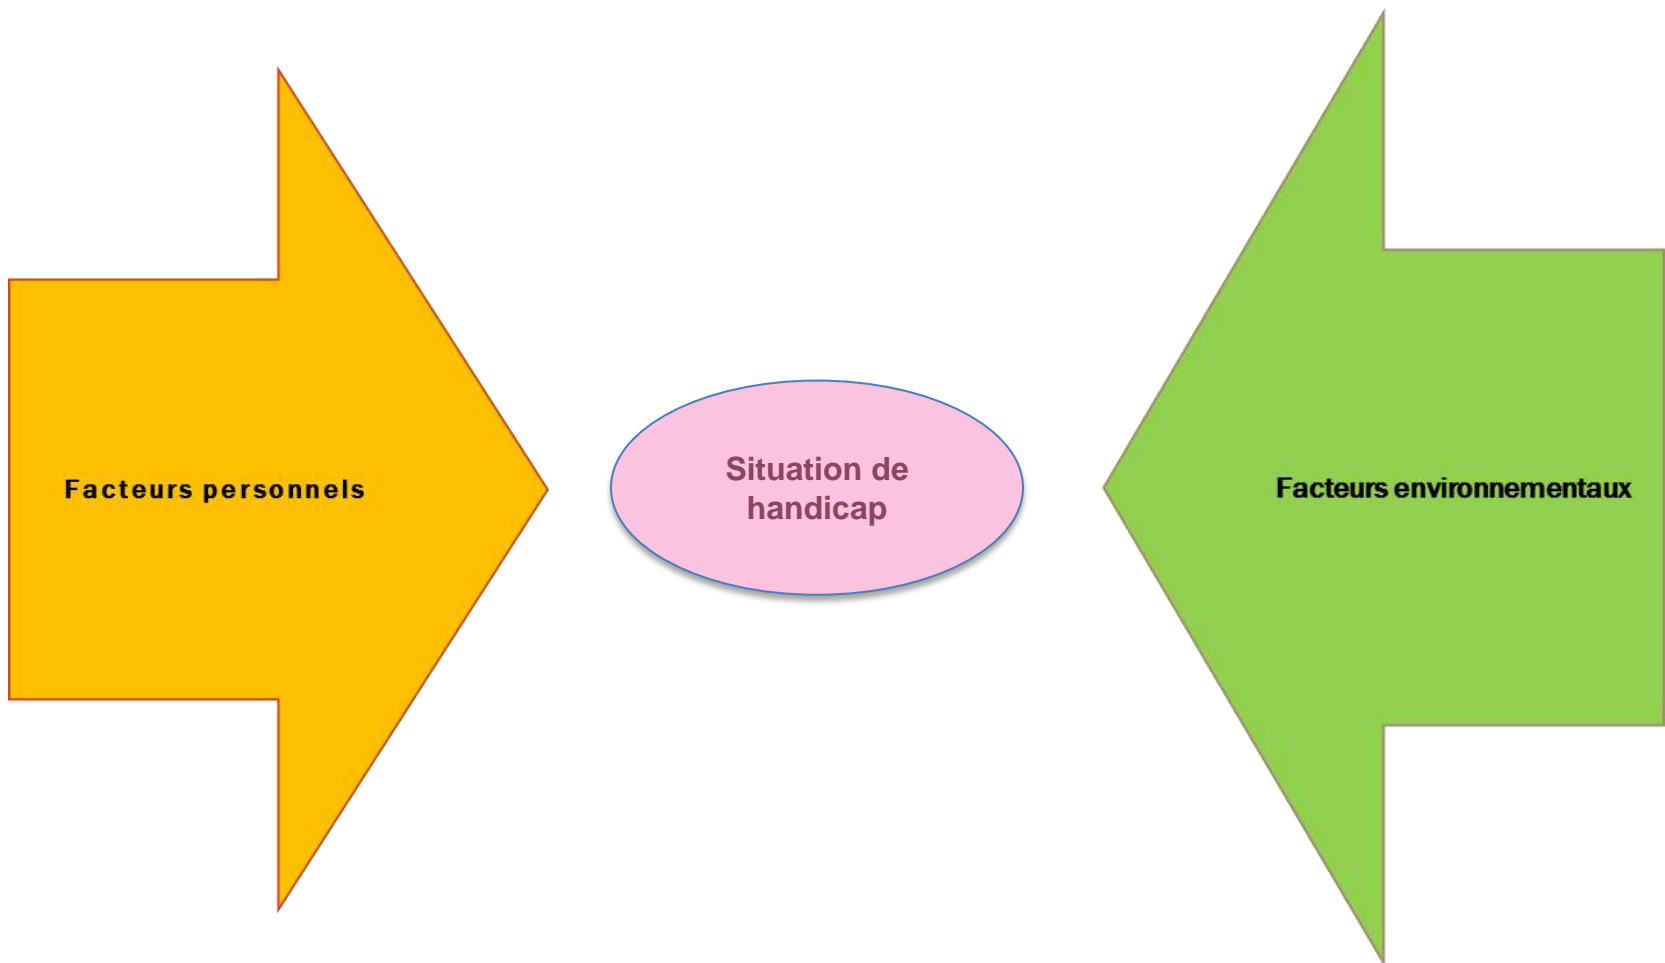 Facteurs personnels
Situation de
handicap
Facteurs environnementaux